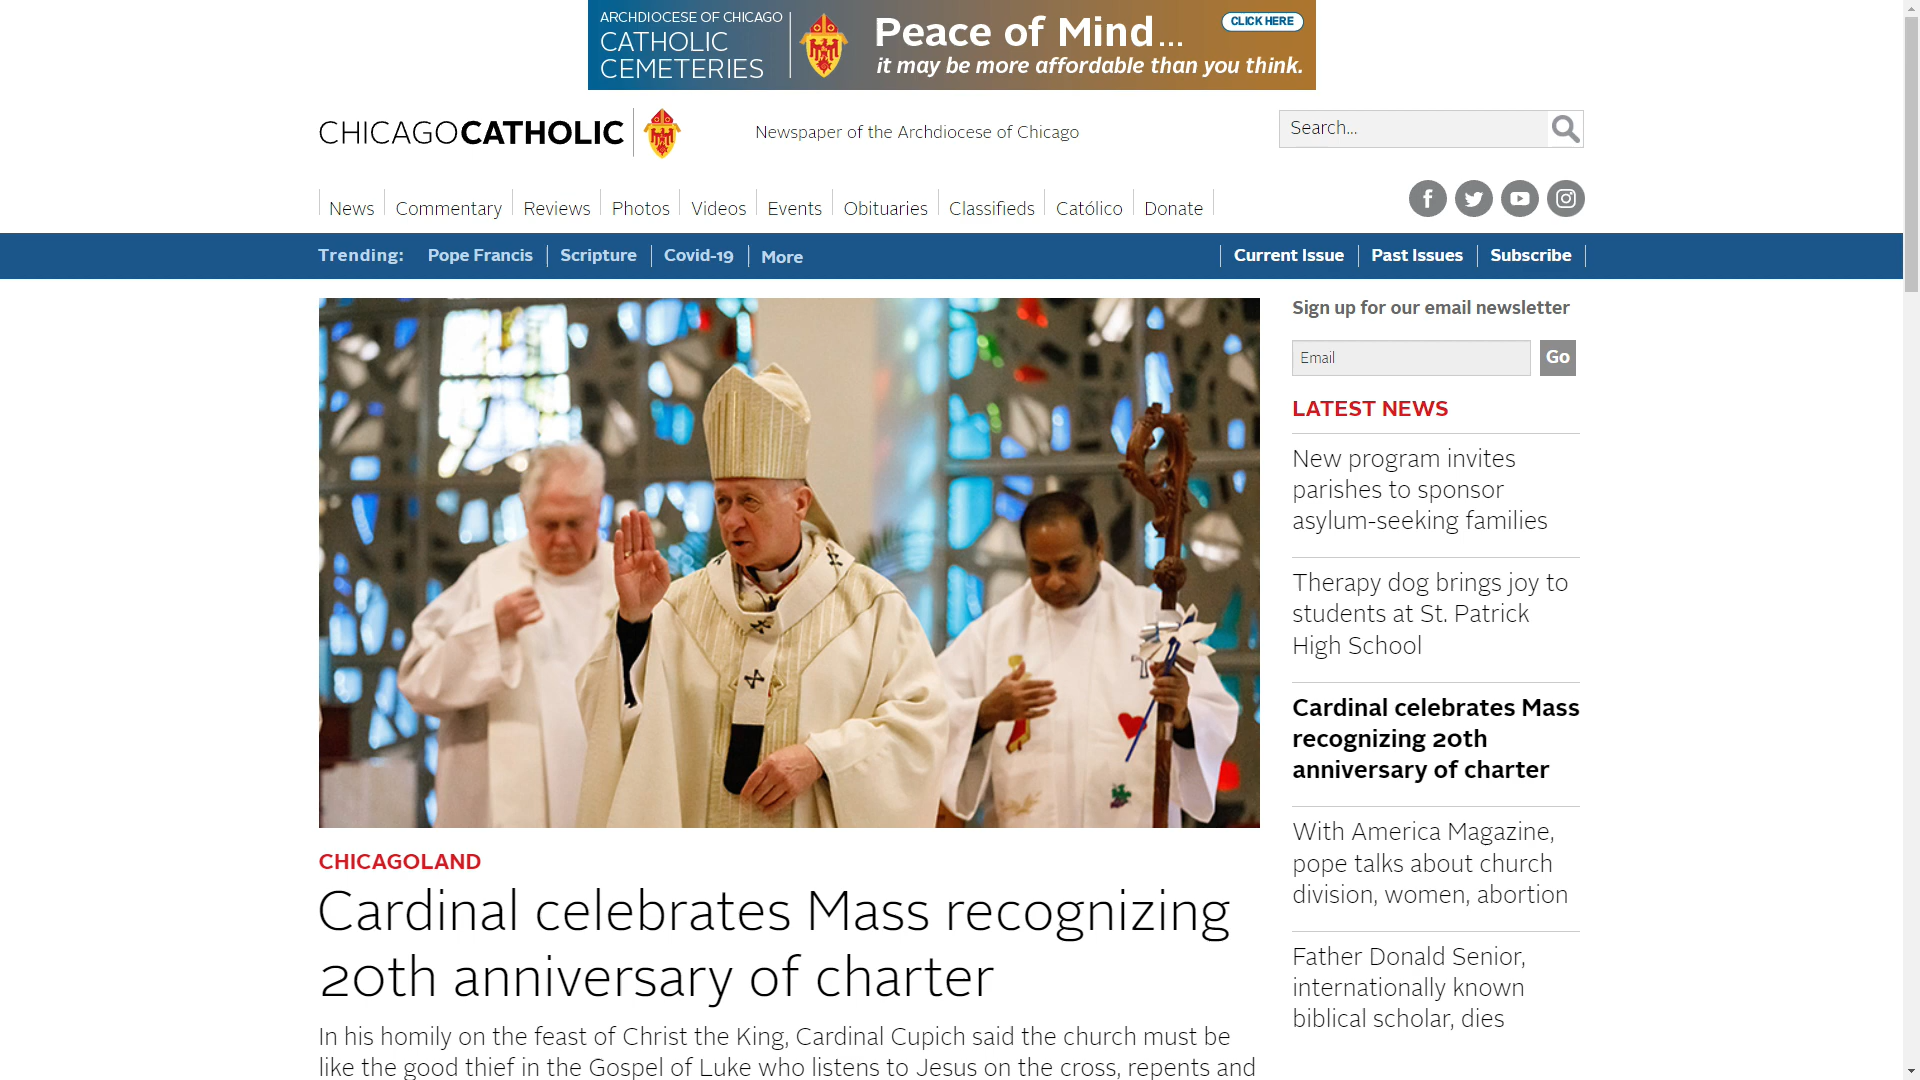 ARCHDIOCESE OF CHICAGO
CATHOLIC
CEMETERIES
Peace of Mind...
CLICK HERE
it may be more affordable than you think.
CHICAGOCATHOLIC
Newspaper of the Archdiocese of Chicago
Search...
News
Commentary
Reviews
Photos
Videos
Events
Obituaries
Classifieds
Católico
Donate
Trending:
Pope Francis
Scripture
Covid-19
More
Current Issue
Past Issues
Subscribe
CHICAGOLAND
Cardinal celebrates Mass recognizing
20th anniversary of charter
In his homily on the feast of Christ the King, Cardinal Cupich said the church must be
like the good thief in the Gospel of Luke who listens to Jesus on the cross, repents and
Sign up for our email newsletter
Email
Go
LATEST NEWS
New program invites
parishes to sponsor
asylum-seeking families
Therapy dog brings joy to
students at St. Patrick
High School
Cardinal celebrates Mass
recognizing 20th
anniversary of charter
With America Magazine,
pope talks about church
division, women, abortion
Father Donald Senior,
internationally known
biblical scholar, dies